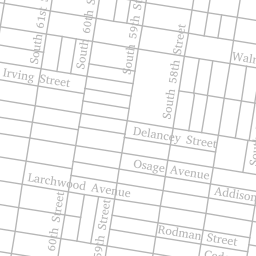 South 61st
South 60th S
South 59th St
South 58th Street
Waln
Irving Street
Delancey Street
Osage Avenue
Larchwood Avenue
Addison
60th Street
59th Street
Rodman Street